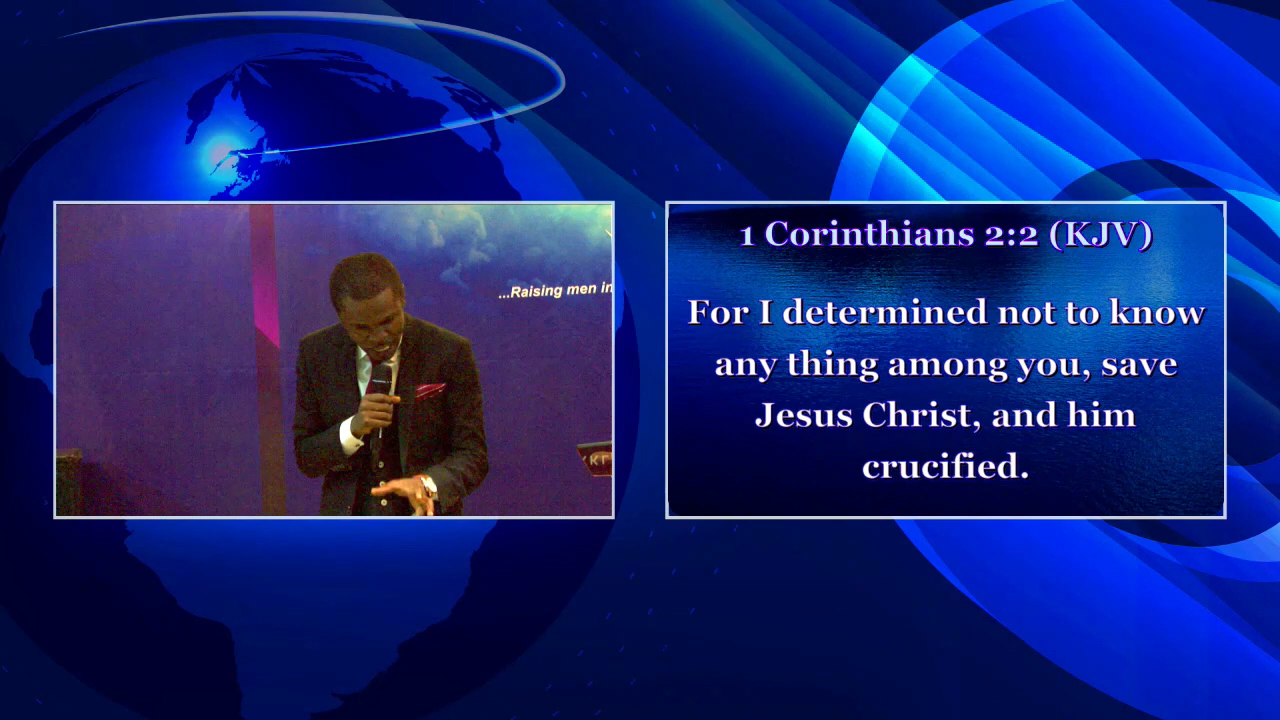 ...Raising men in
1 Corinthians 2:2 (KJV)
For I determined not to know
any thing among you, save
Jesus Christ, and him
crucified.